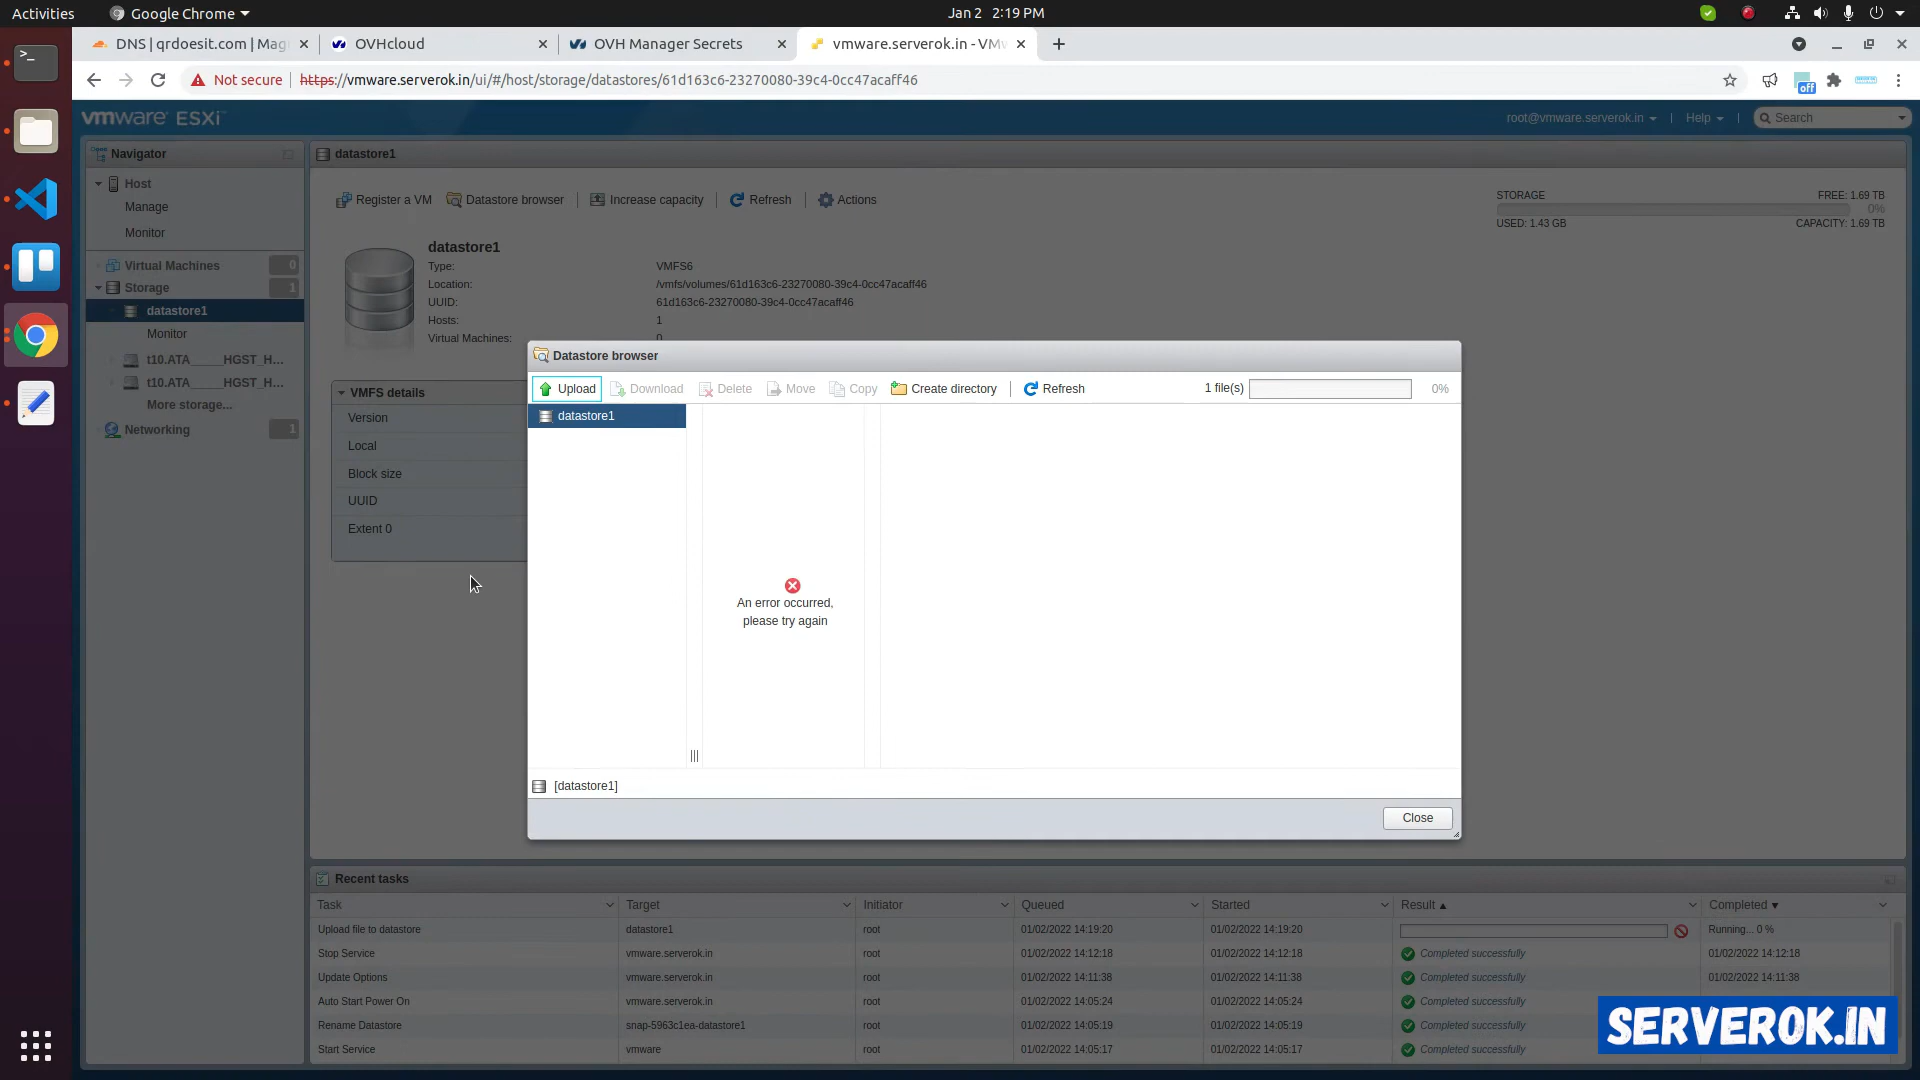 Activities
Google Chrome
Jan 2 2:19 PM
DNS | qrdoesit.com | Mag
OVHcloud
OVH Manager Secrets
vmware.serverok.in - VMw
Not secure
https://vmware.serverok.in/ui/#/host/storage/datastores/61d163c6-23270080-39c4-0cc47acaff46
off
vmware ESXi
root@vmware.serverok.in
Help
Search
Navigator
Host
Manage
Monitor
Virtual Machines 0
Storage 1
datastore1
Monitor
t10.ATA_____HGST_H...
t10.ATA_____HGST_H...
More storage...
Networking 1
datastore1
Register a VM
Datastore browser
Increase capacity
Refresh
Actions
STORAGE
FREE: 1.69 TB
0%
USED: 1.43 GB
CAPACITY: 1.69 TB
datastore1
Type: VMFS6
Location: /vmfs/volumes/61d163c6-23270080-39c4-0cc47acaff46
UUID: 61d163c6-23270080-39c4-0cc47acaff46
Hosts: 1
Virtual Machines: 0
VMFS details
Version
Local
Block size
UUID
Extent 0
Datastore browser
Upload
Download
Delete
Move
Copy
Create directory
Refresh
1 file(s)
0%
datastore1
An error occurred,
please try again
[datastore1]
Close
Recent tasks
Task Target Initiator Queued Started Result Completed
Upload file to datastore datastore1 root 01/02/2022 14:19:20 01/02/2022 14:19:20 Running... 0 %
Stop Service vmware.serverok.in root 01/02/2022 14:12:18 01/02/2022 14:12:18 Completed successfully 01/02/2022 14:12:18
Update Options vmware.serverok.in root 01/02/2022 14:11:38 01/02/2022 14:11:38 Completed successfully 01/02/2022 14:11:38
Auto Start Power On vmware.serverok.in root 01/02/2022 14:05:24 01/02/2022 14:05:24 Completed successfully
Rename Datastore snap-5963c1ea-datastore1 root 01/02/2022 14:05:19 01/02/2022 14:05:19 Completed successfully
Start Service vmware root 01/02/2022 14:05:17 01/02/2022 14:05:17 Completed successfully
SERVEROK.IN